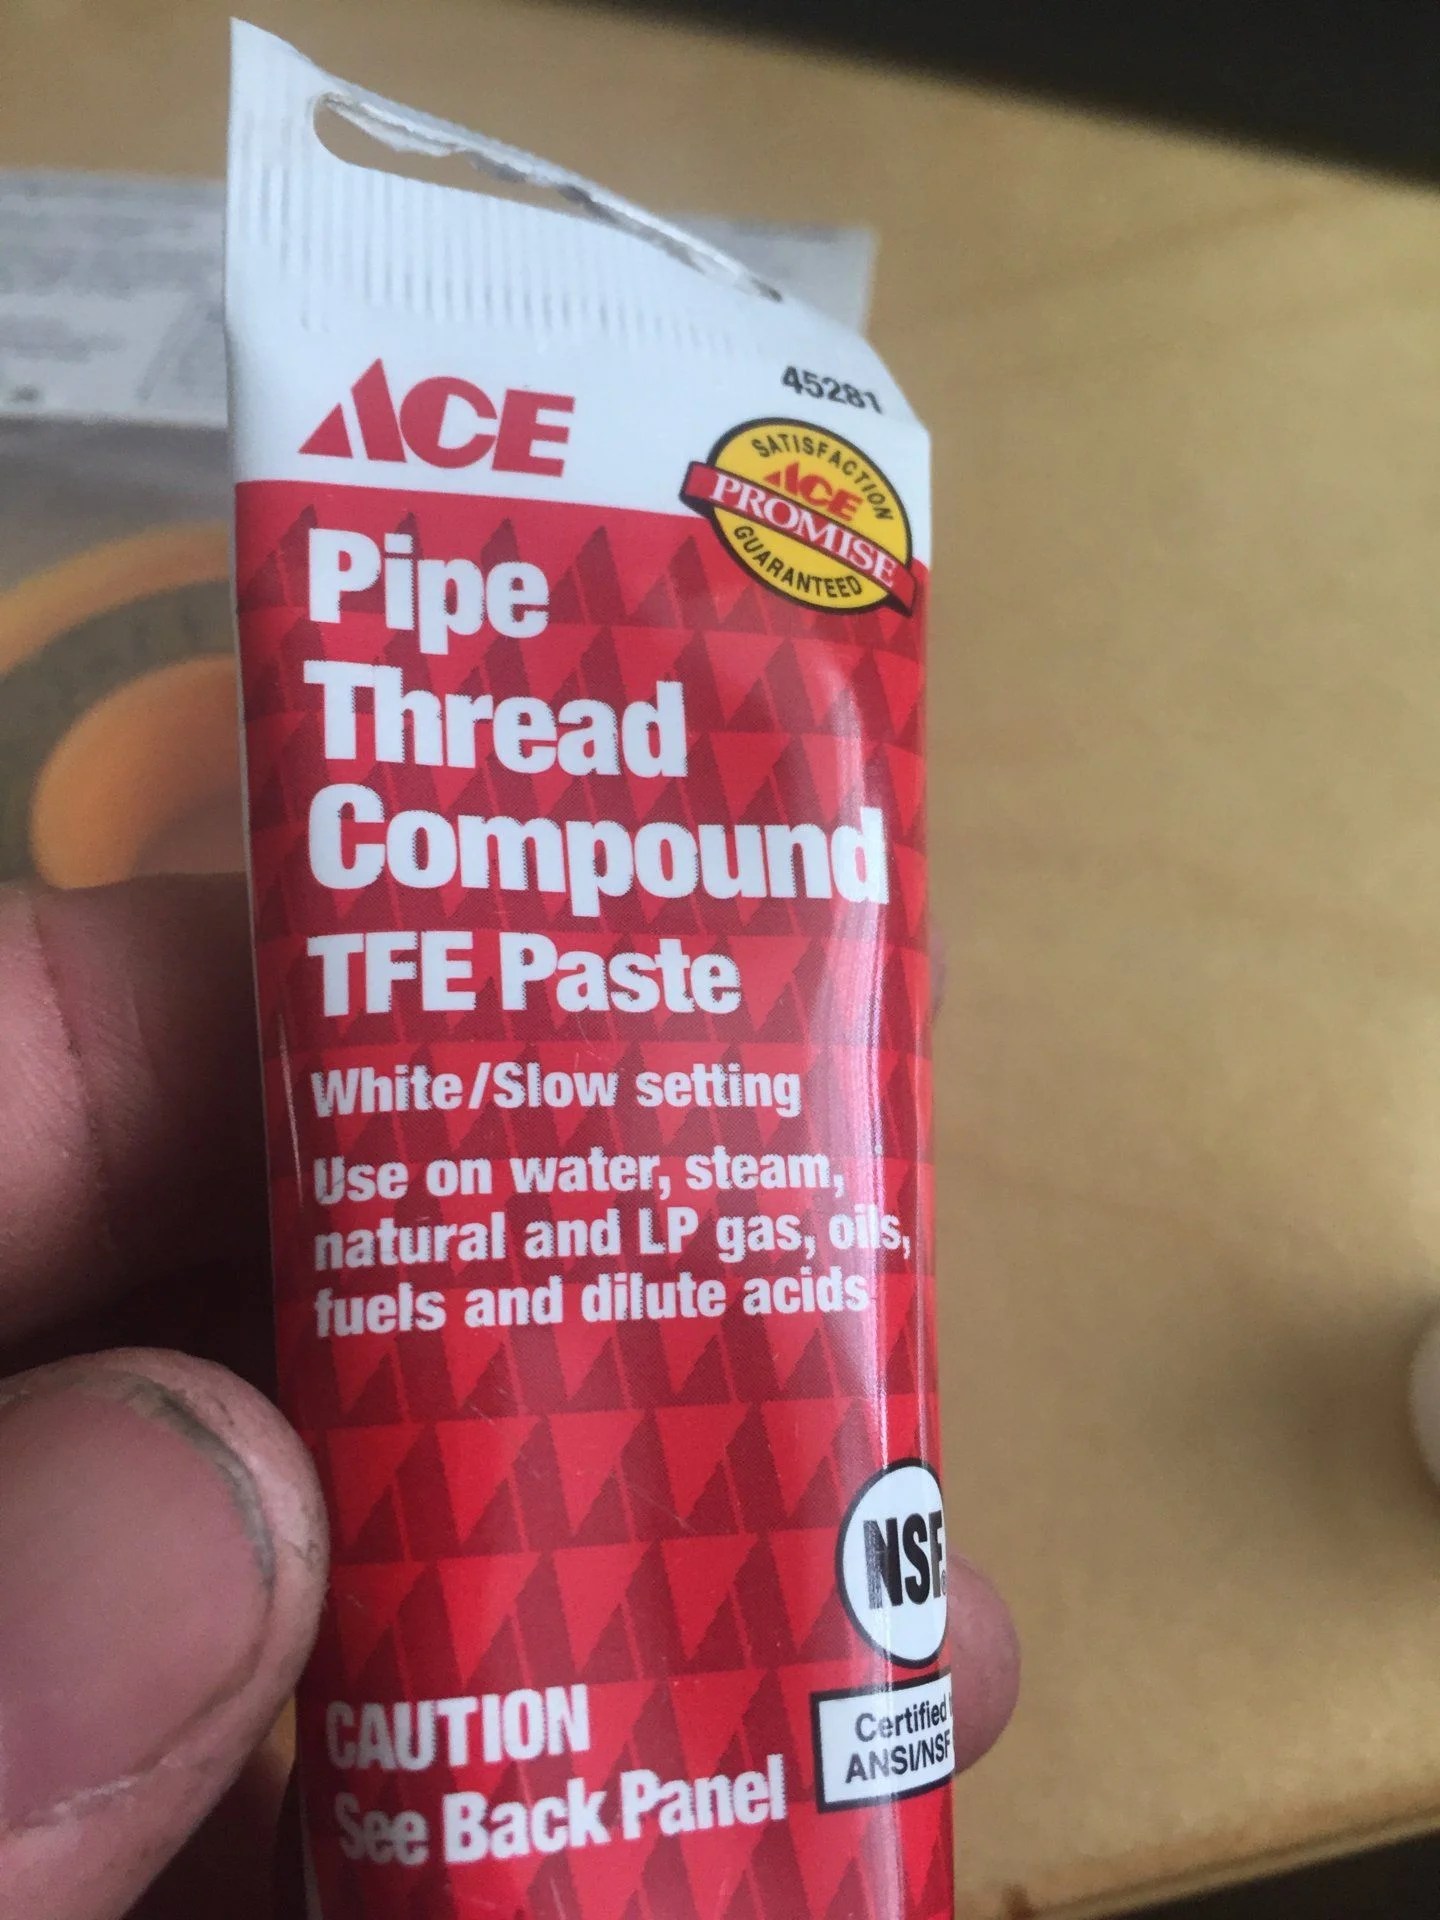 ACE
45281
SATISFACTION
ACE
PROMISE
GUARANTEED
Pipe
Thread
Compound
TFE Paste
White/Slow setting
Use on water, steam,
natural and LP gas, oils,
fuels and dilute acids
NSF
Certified
ANSI/NSF
CAUTION
See Back Panel